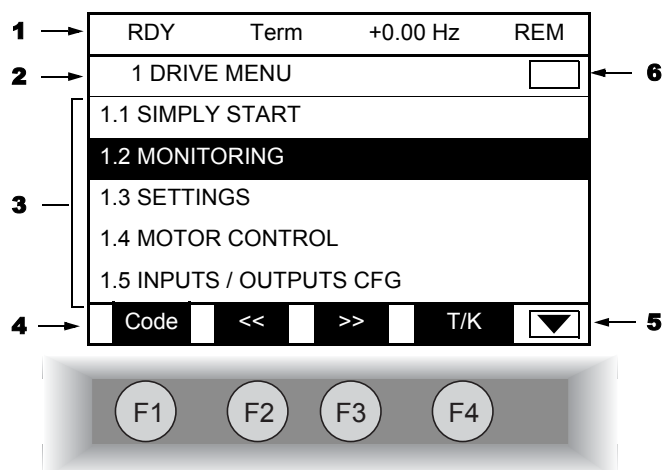 1 RDY Term +0.00 Hz REM
2 1 DRIVE MENU 6
1.1 SIMPLY START
1.2 MONITORING
3 1.3 SETTINGS
1.4 MOTOR CONTROL
1.5 INPUTS / OUTPUTS CFG
4 Code << >> T/K 5
F1 F2 F3 F4